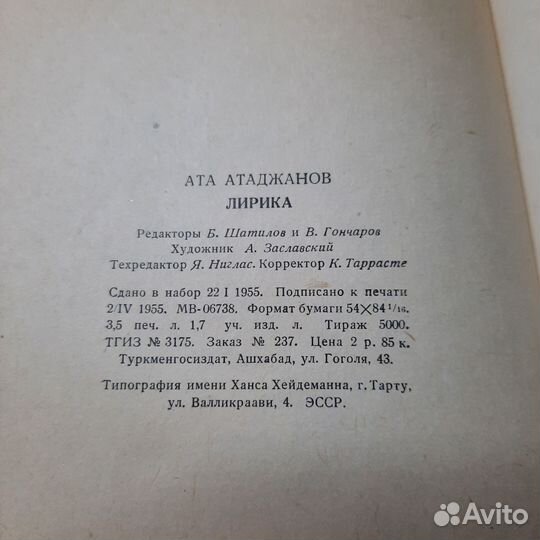 АТА АТАДЖАНОВ
ЛИРИКА
Редакторы Б. Шатилов и В. Гончаров
Художник А. Заславский
Техредактор Я. Ниглас. Корректор К. Таррасте
Сдано в набор 22 I 1955. Подписано к печати
2/IV 1955. МВ-06738. Формат бумаги 54×84 1/16.
3,5 печ. л. 1,7 уч. изд. л. Тираж 5000.
ТГИЗ № 3175. Заказ № 237. Цена 2 р. 85 к.
Туркменгосиздат, Ашхабад, ул. Гоголя, 43.
Типография имени Ханса Хейдеманна, г. Тарту,
ул. Валликраави, 4. ЭССР.
Avito